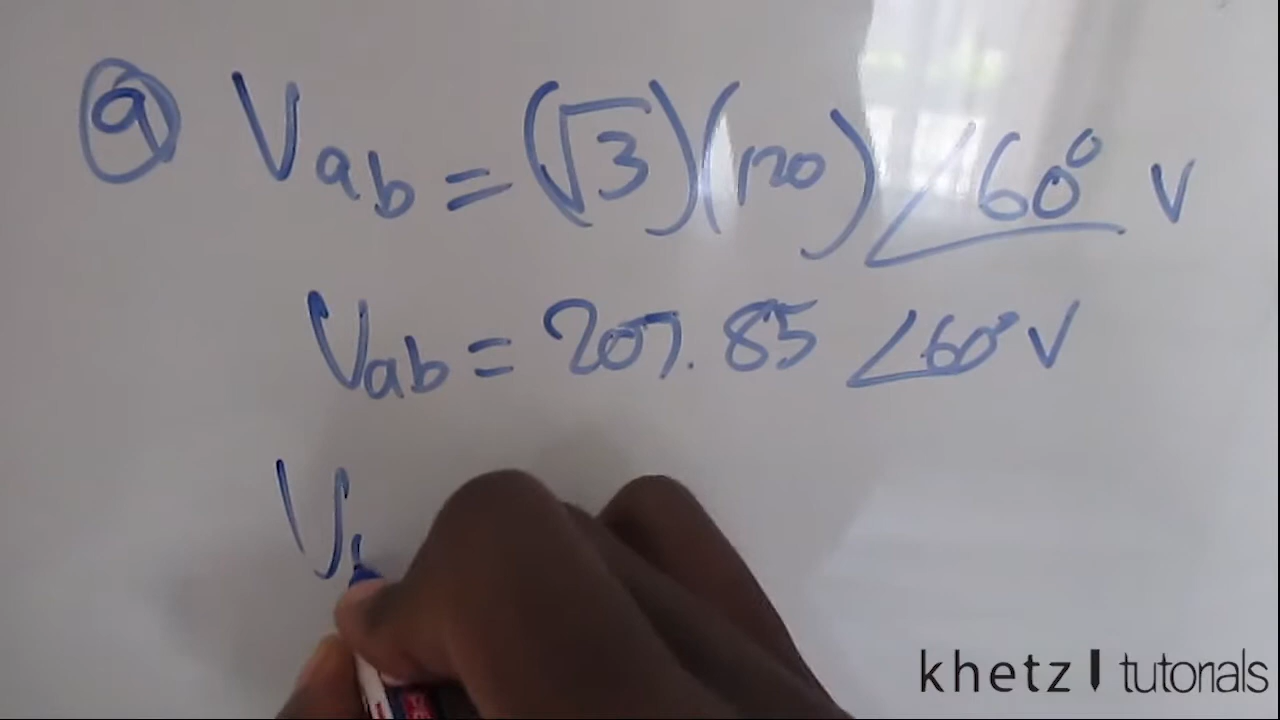 (a) Vab = (√3)(120)∠60° V
Vab = 207.85 ∠60° V
V
khetz tutorials